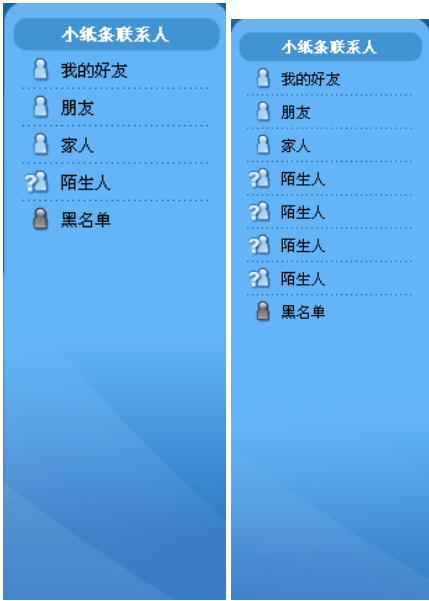 小纸条联系人
我的好友
朋友
家人
陌生人
黑名单
小纸条联系人
我的好友
朋友
家人
陌生人
陌生人
陌生人
陌生人
黑名单